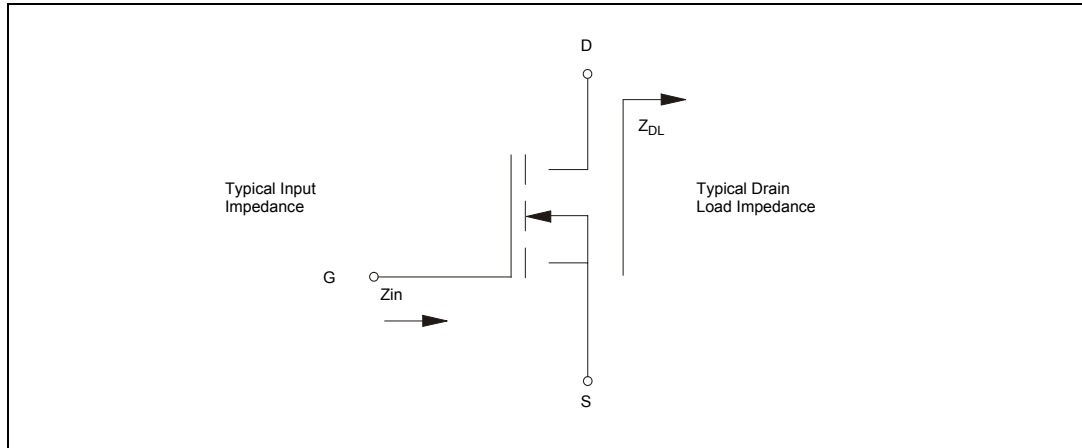 D
Z_DL
Typical Input
Impedance
Typical Drain
Load Impedance
G
Zin
S